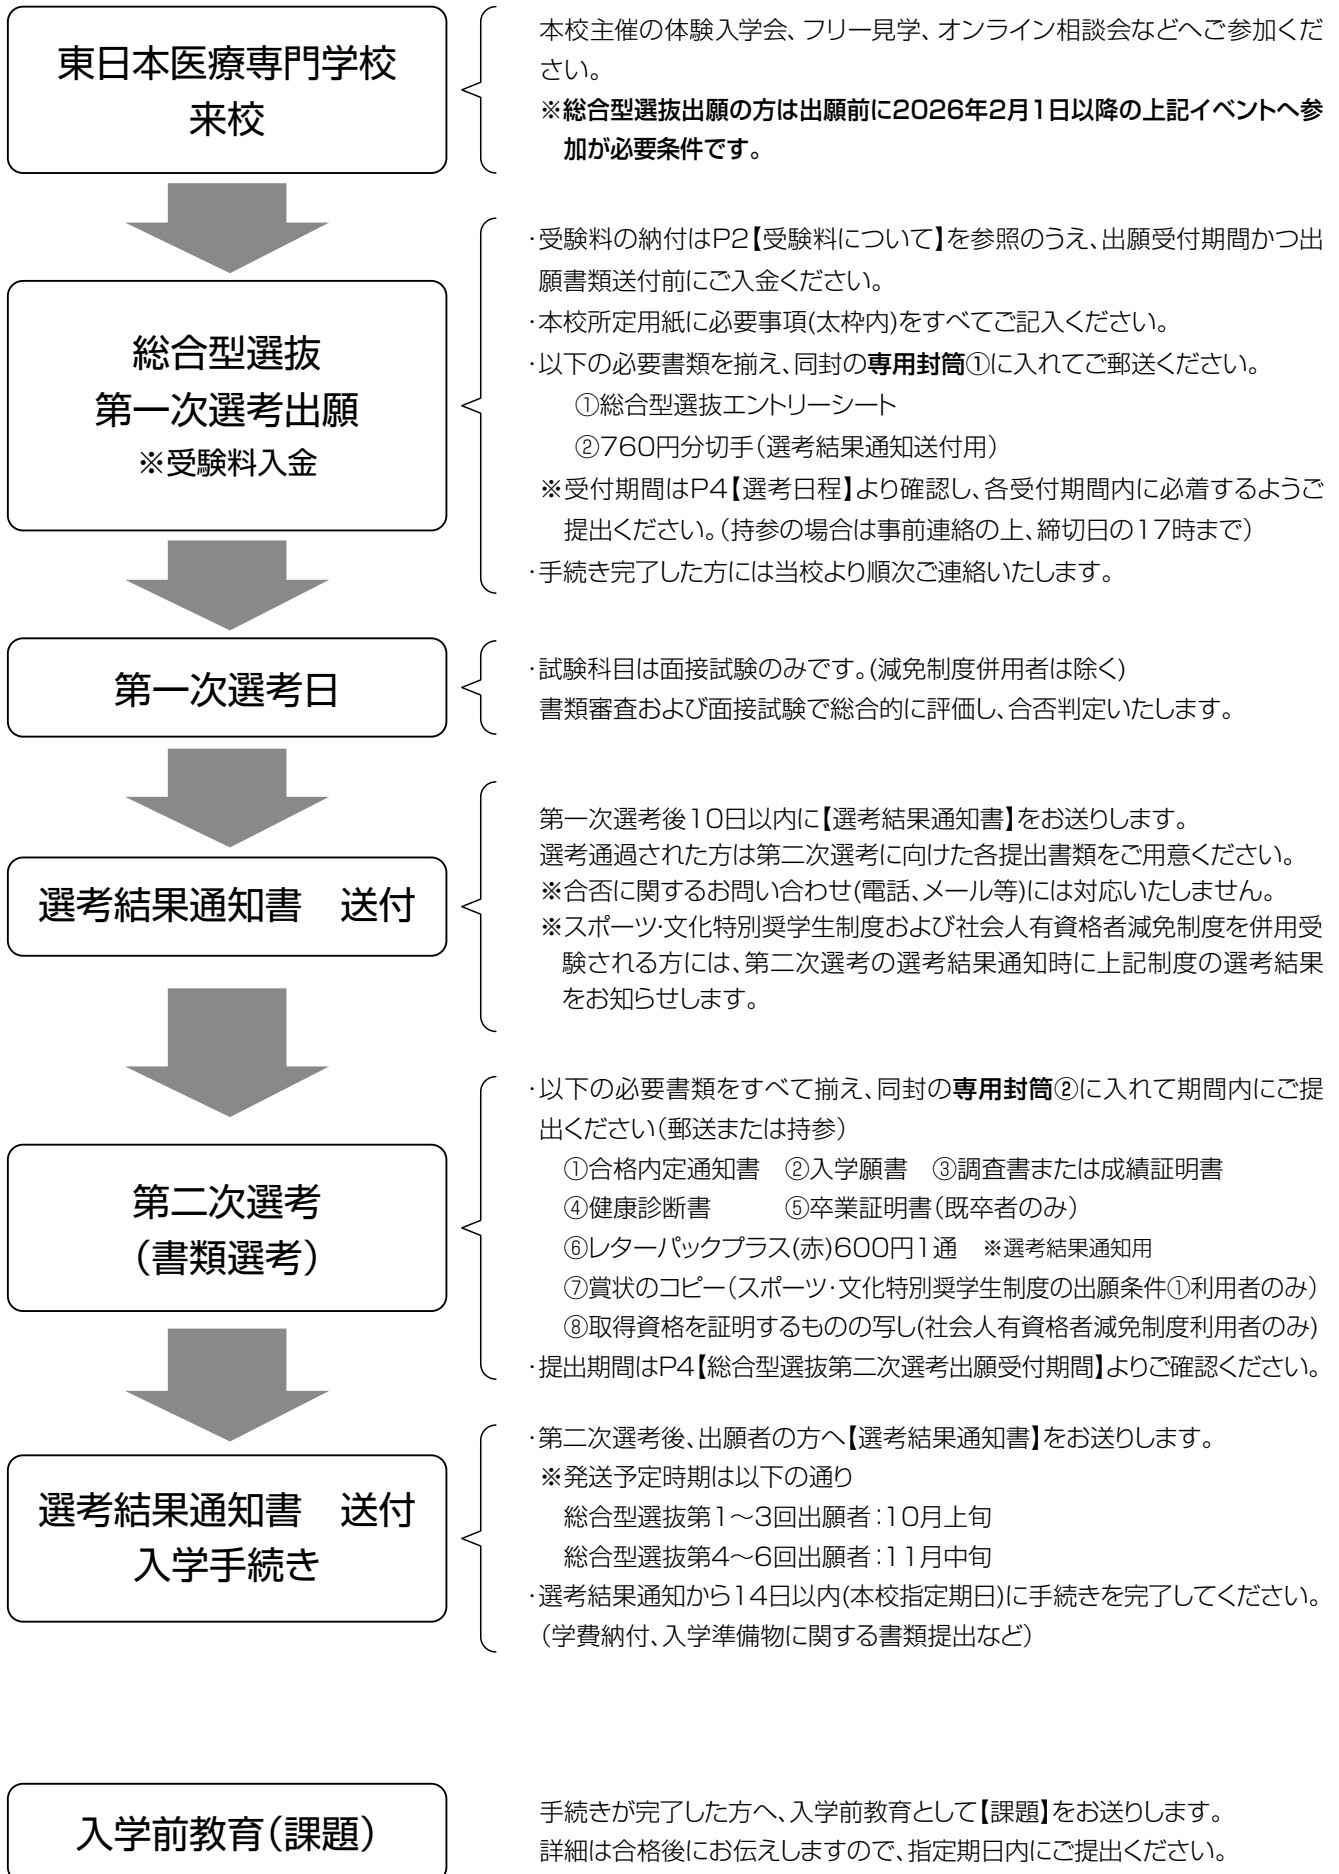 東日本医療専門学校
来校
本校主催の体験入学会、フリー見学、オンライン相談会などへご参加くだ
さい。
※総合型選抜出願の方は出願前に2026年2月1日以降の上記イベントへ参
加が必要条件です。
総合型選抜
第一次選考出願
※受験料入金
・受験料の納付はP2【受験料について】を参照のうえ、出願受付期間かつ出
願書類送付前にご入金ください。
・本校所定用紙に必要事項(太枠内)をすべてご記入ください。
・以下の必要書類を揃え、同封の専用封筒①に入れてご郵送ください。
①総合型選抜エントリーシート
②760円分切手（選考結果通知送付用）
※受付期間はP4【選考日程】より確認し、各受付期間内に必着するようご
提出ください。（持参の場合は事前連絡の上、締切日の17時まで）
・手続き完了した方には当校より順次ご連絡いたします。
第一次選考日
・試験科目は面接試験のみです。(減免制度併用者は除く)
書類審査および面接試験で総合的に評価し、合否判定いたします。
選考結果通知書　送付
第一次選考後10日以内に【選考結果通知書】をお送りします。
選考通過された方は第二次選考に向けた各提出書類をご用意ください。
※合否に関するお問い合わせ(電話、メール等)には対応いたしません。
※スポーツ・文化特別奨学生制度および社会人有資格者減免制度を併用受
験される方には、第二次選考の選考結果通知時に上記制度の選考結果
をお知らせします。
第二次選考
（書類選考）
・以下の必要書類をすべて揃え、同封の専用封筒②に入れて期間内にご提
出ください（郵送または持参）
①合格内定通知書　②入学願書　③調査書または成績証明書
④健康診断書　　　⑤卒業証明書（既卒者のみ）
⑥レターパックプラス(赤)600円1通　※選考結果通知用
⑦賞状のコピー（スポーツ・文化特別奨学生制度の出願条件①利用者のみ）
⑧取得資格を証明するものの写し(社会人有資格者減免制度利用者のみ)
・提出期間はP4【総合型選抜第二次選考出願受付期間】よりご確認ください。
選考結果通知書　送付
入学手続き
・第二次選考後、出願者の方へ【選考結果通知書】をお送りします。
※発送予定時期は以下の通り
総合型選抜第1～3回出願者：10月上旬
総合型選抜第4～6回出願者：11月中旬
・選考結果通知から14日以内(本校指定期日)に手続きを完了してください。
（学費納付、入学準備物に関する書類提出など）
入学前教育（課題）
手続きが完了した方へ、入学前教育として【課題】をお送りします。
詳細は合格後にお伝えしますので、指定期日内にご提出ください。